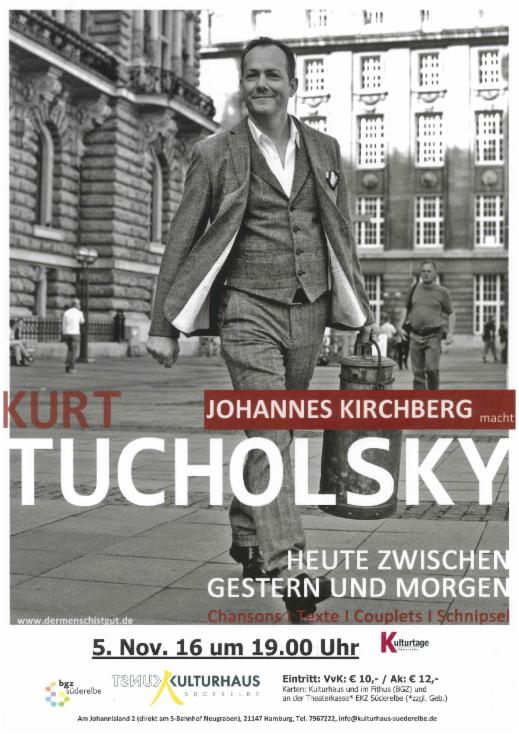 KURT
JOHANNES KIRCHBERG macht
TUCHOLSKY
HEUTE ZWISCHEN
GESTERN UND MORGEN
Chansons I Texte I Couplets I Schnipsel
www.dermenschistgut.de
5. Nov. 16 um 19.00 Uhr
Kulturtage
bgz
süderelbe
KUNST KULTURHAUS
SÜDERELBE
Eintritt: VvK: € 10,- / Ak: € 12,-
Karten: Kulturhaus und im Fithus (BGZ) und
an der Theaterkasse* EKZ Süderelbe (*zzgl. Geb.)
Am Johannisland 2 (direkt am S-Bahnhof Neugraben), 21147 Hamburg, Tel. 7967222, info@kulturhaus-suederelbe.de